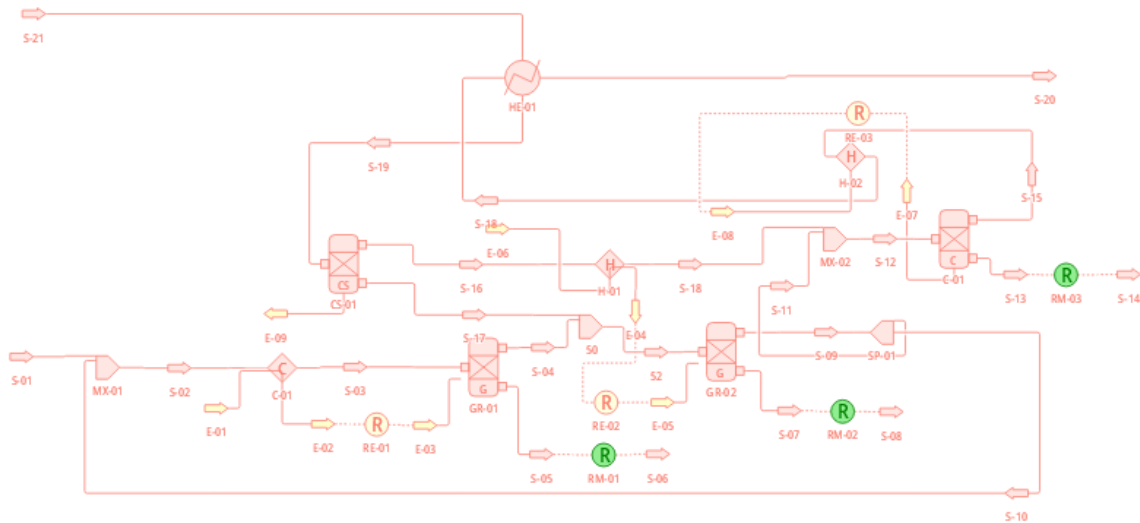 S-21
HE-01
S-20
R
RE-03
S-19
H
H-02
S-15
E-07
S-18
E-08
E-06
CS
CS-01
S-16
H
H-01
S-18
MX-02
S-12
C
C-01
S-13
R
RM-03
S-14
S-11
E-09
E-04
S-17
S0
S-01
MX-01
S-02
C
C-01
S-03
G
GR-01
S-04
S2
G
GR-02
S-09
SP-01
E-01
E-02
R
RE-01
E-03
R
RE-02
E-05
S-07
R
RM-02
S-08
S-05
R
RM-01
S-06
S-10